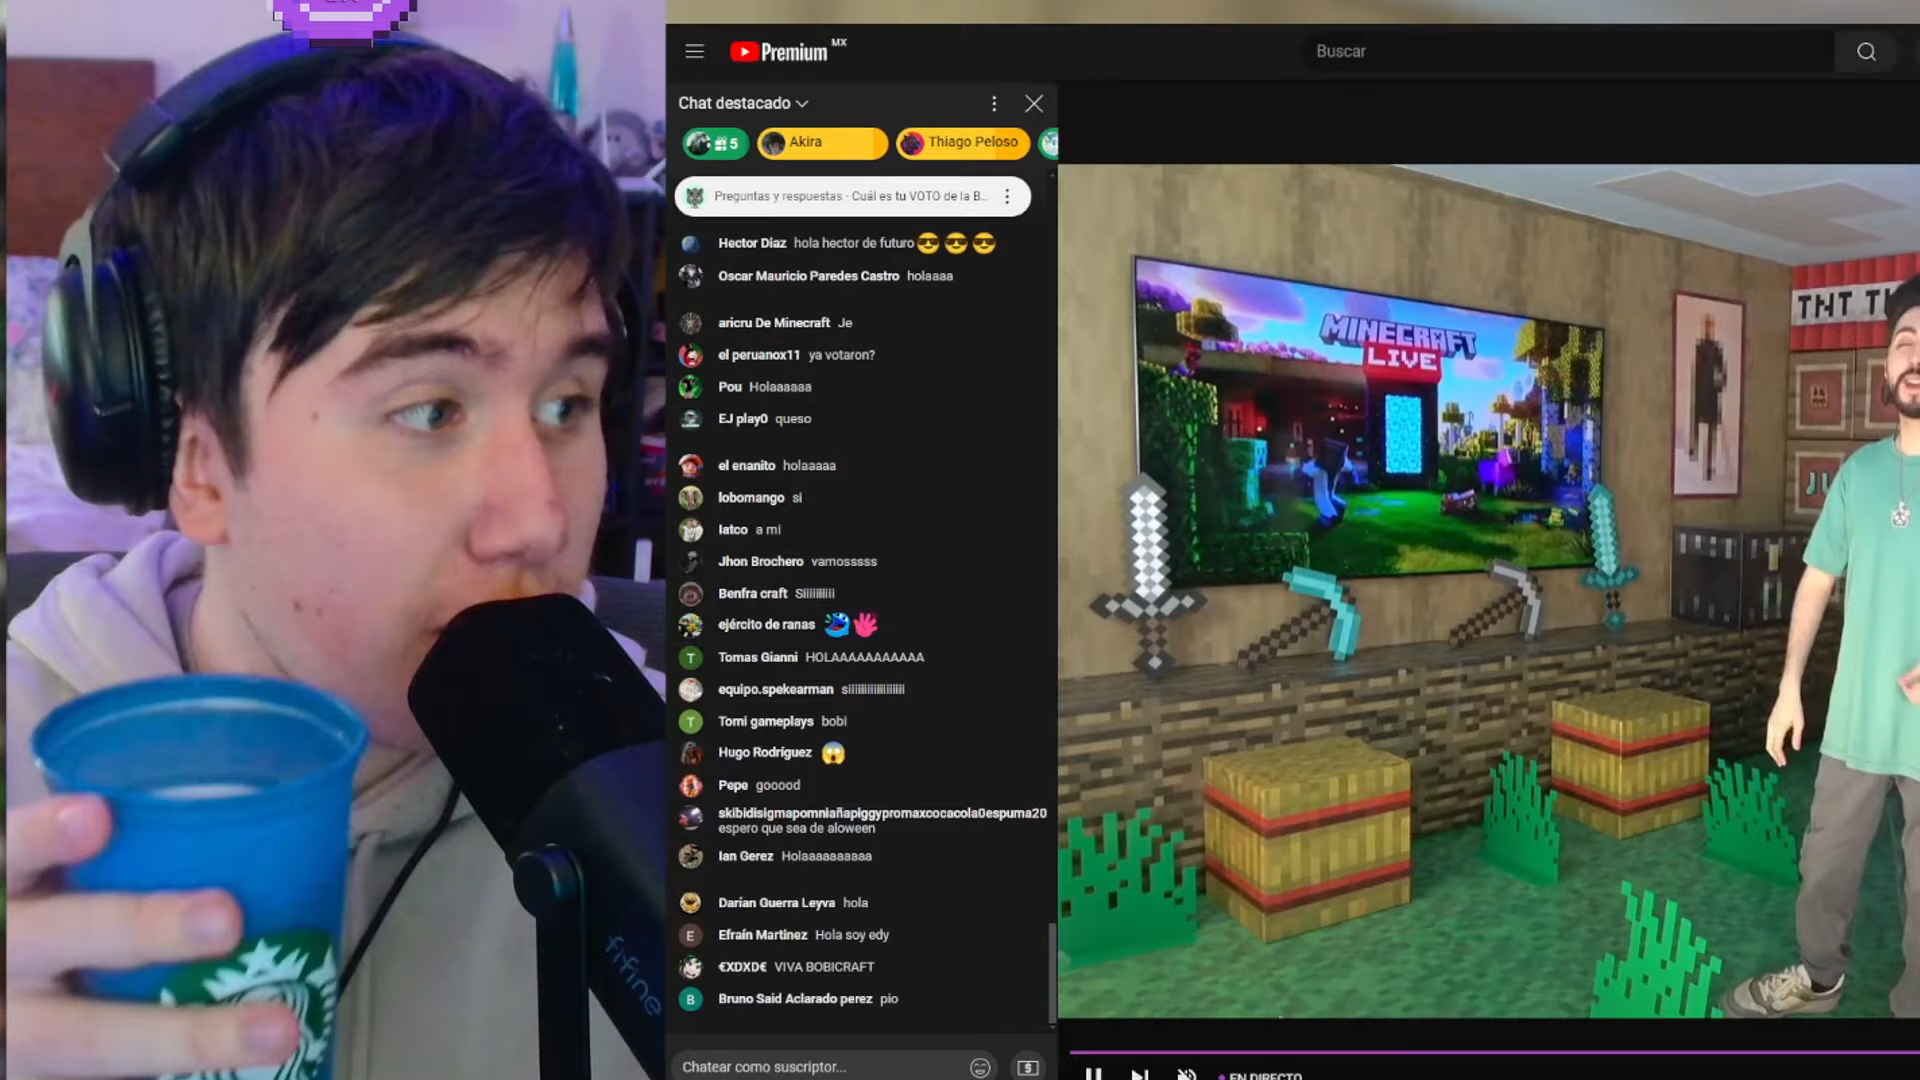 Premium MX
Buscar
Chat destacado
5
Akira
Thiago Peloso
Preguntas y respuestas · Cuál es tu VOTO de la B...
Hector Diaz hola hector de futuro
Oscar Mauricio Paredes Castro holaaaa
aricru De Minecraft Je
el peruanox11 ya votaron?
Pou Holaaaaaa
EJ play0 queso
el enanito holaaaaa
lobomango si
latco a mi
Jhon Brochero vamosssss
Benfra craft SIiiiiiiiii
ejército de ranas
T Tomas Gianni HOLAAAAAAAAAAA
equipo.spekearman siiiiiiiiiiiiiiiiiii
T Tomi gameplays bobi
Hugo Rodríguez
Pepe gooood
skibidisigmapomniañapiggypromaxcocacola0espuma20
espero que sea de aloween
Ian Gerez Holaaaaaaaaaa
Darían Guerra Leyva hola
E Efraín Martinez Hola soy edy
€XDXD€ VIVA BOBICRAFT
B Bruno Said Aclarado perez pio
Chatear como suscriptor...
MINECRAFT
LIVE
TNT
EN DIRECTO
fifine